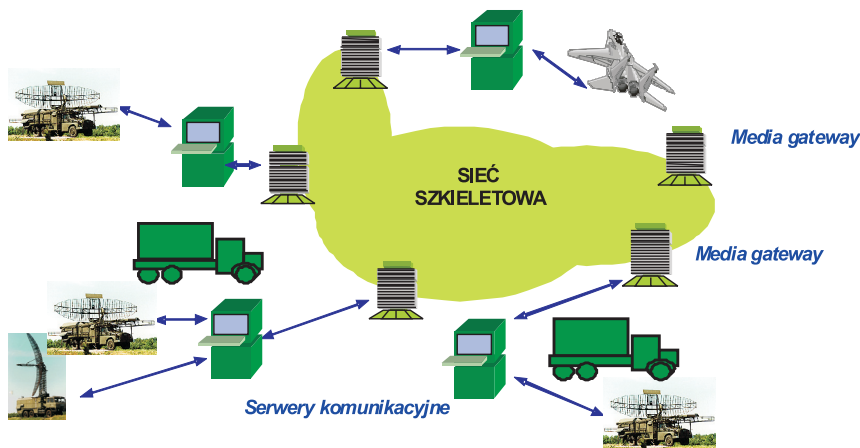 Media gateway
SIEĆ
SZKIELETOWA
Media gateway
Serwery komunikacyjne